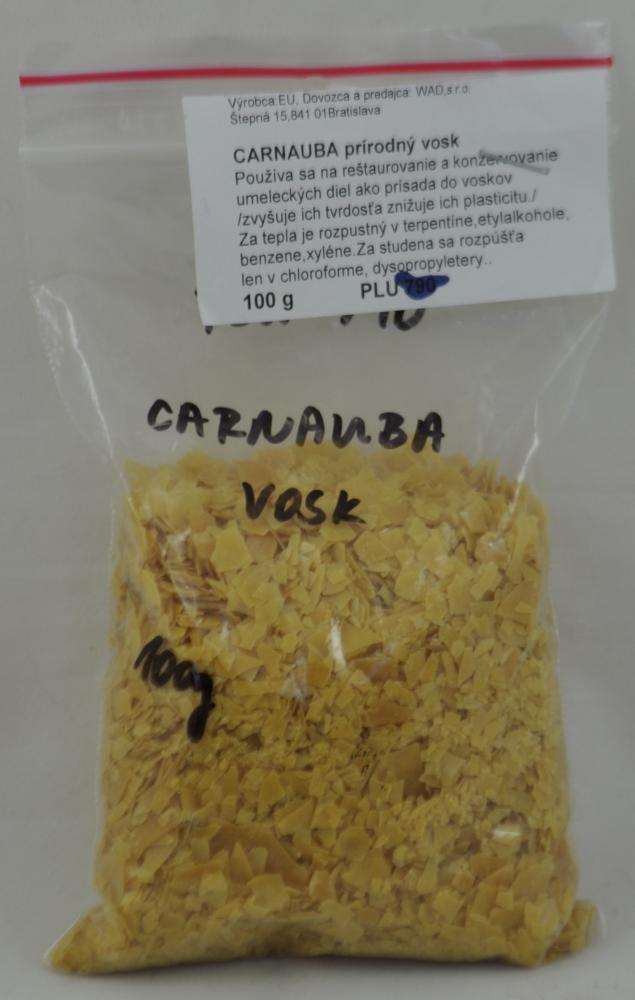 Výrobca:EU, Dovozca a predajca: WAD,s.r.o.
Štepná 15,841 01Bratislava
CARNAUBA prírodný vosk
Používa sa na reštaurovanie a konzervovanie
umeleckých diel ako prísada do voskov
/zvyšuje ich tvrdosťa znižuje ich plasticitu./
Za tepla je rozpustný v terpentíne,etylalkohole,
benzene,xyléne.Za studena sa rozpúšťa
len v chloroforme, dysopropyletery..
100 g PLU 790
CARNAUBA
VOSK
100g